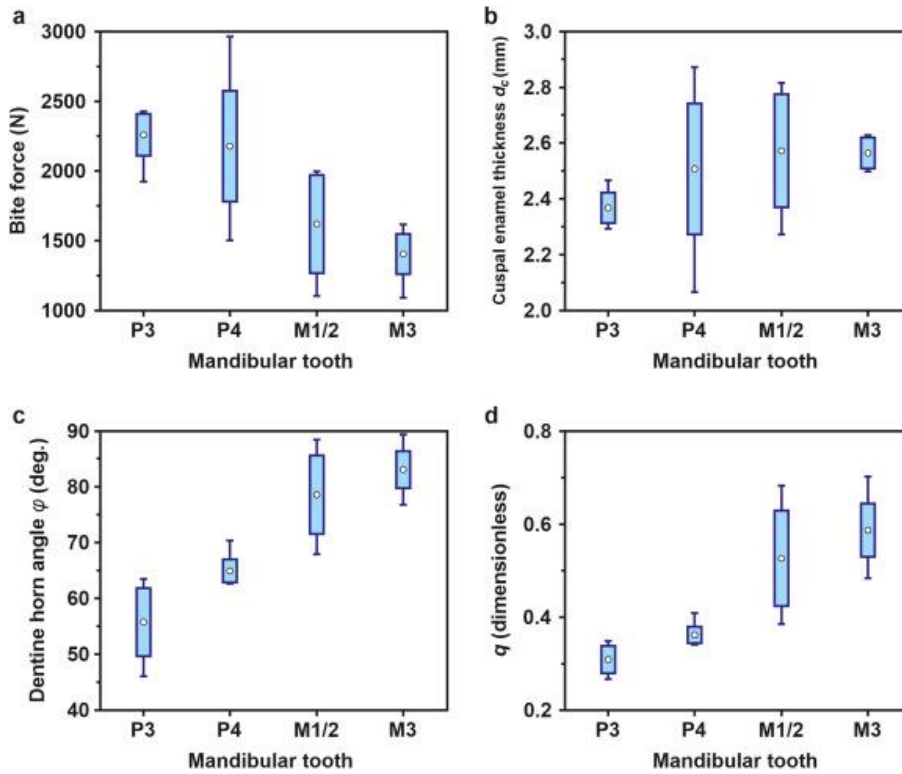 a
3000
2500
2000
1500
1000
Bite force (N)
P3 P4 M1/2 M3
Mandibular tooth
b
3.0
2.8
2.6
2.4
2.2
2.0
Cuspal enamel thickness d_c (mm)
P3 P4 M1/2 M3
Mandibular tooth
c
90
80
70
60
50
40
Dentine horn angle φ (deg.)
P3 P4 M1/2 M3
Mandibular tooth
d
0.8
0.6
0.4
0.2
q (dimensionless)
P3 P4 M1/2 M3
Mandibular tooth